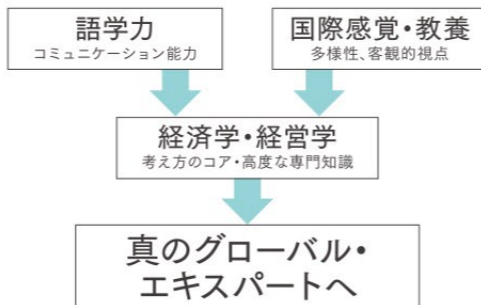 語学力
コミュニケーション能力
国際感覚・教養
多様性、客観的視点
経済学・経営学
考え方のコア・高度な専門知識
真のグローバル・
エキスパートへ